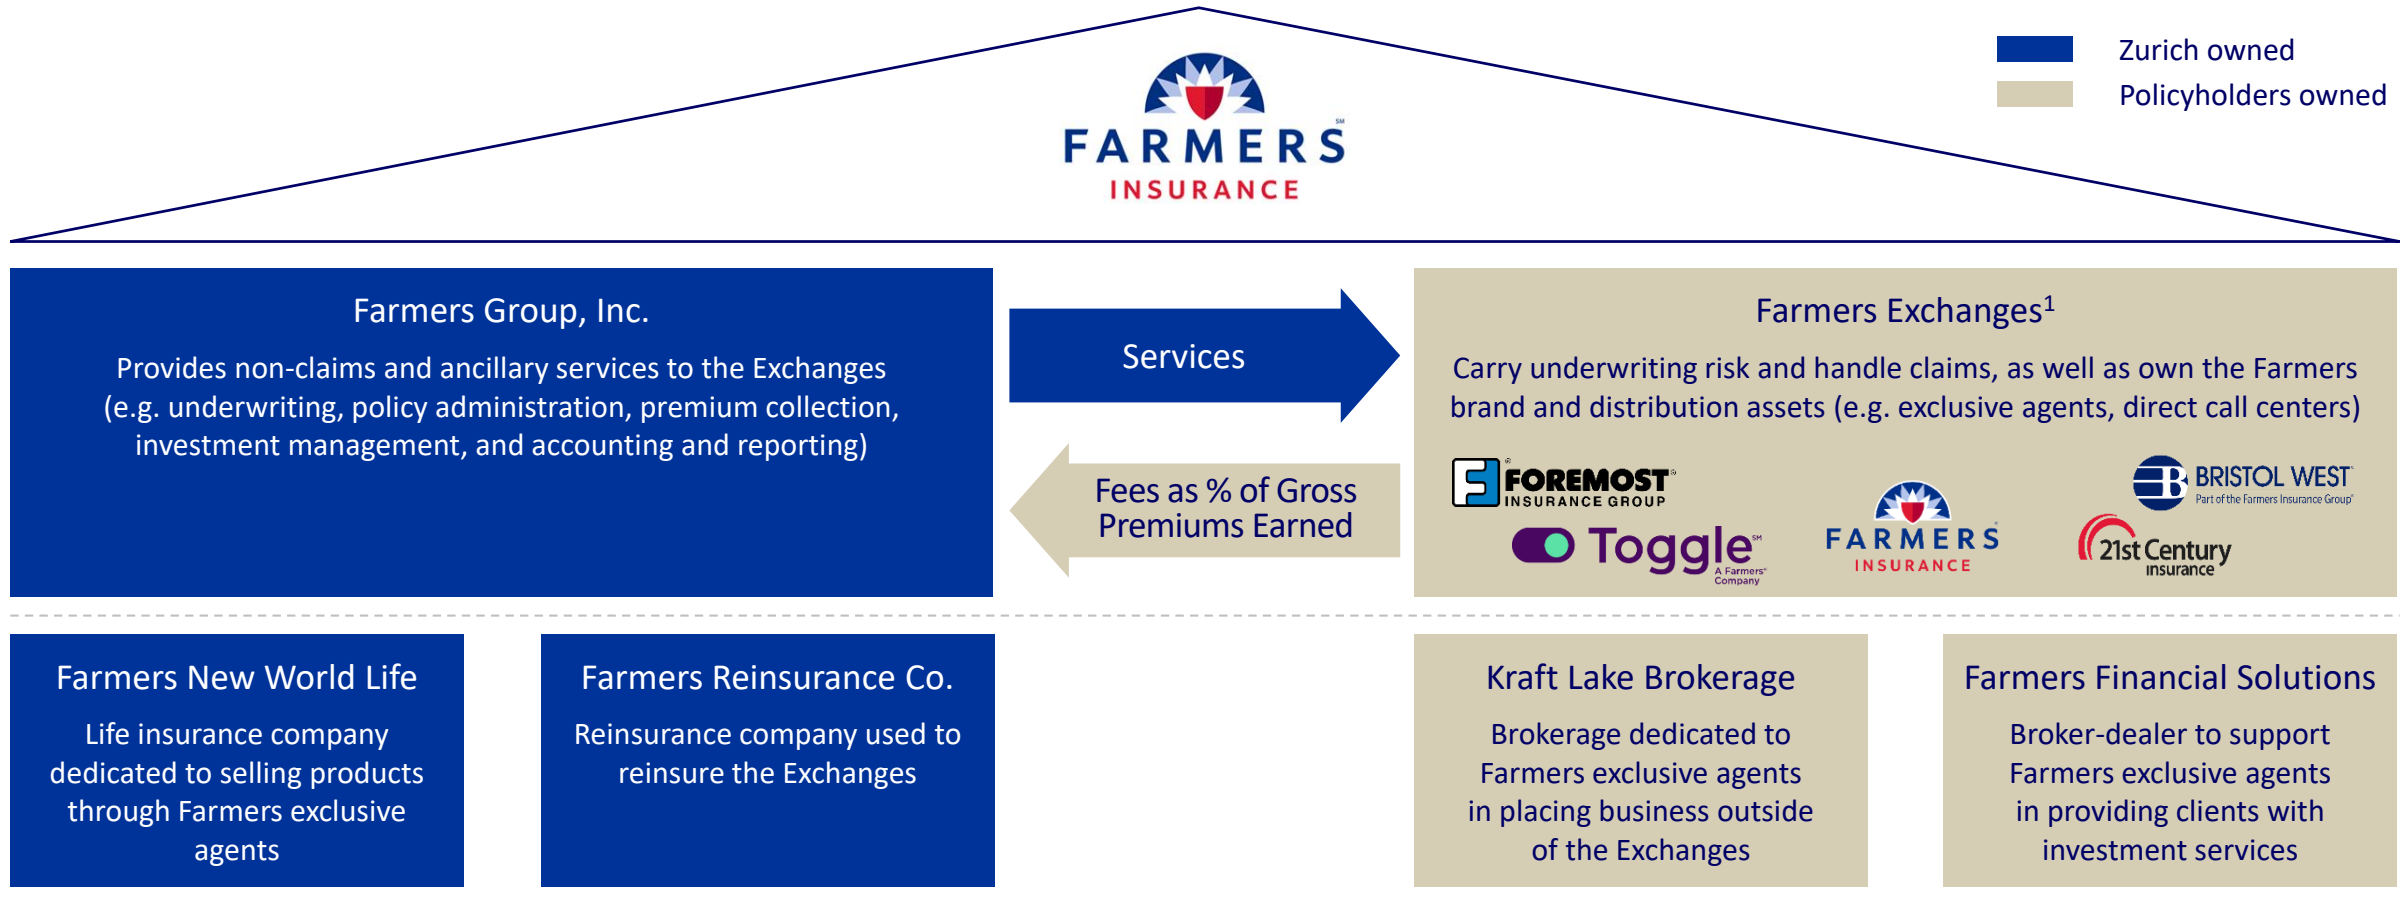 Zurich owned
Policyholders owned
FARMERS℠
INSURANCE
Farmers Group, Inc.
Provides non-claims and ancillary services to the Exchanges
(e.g. underwriting, policy administration, premium collection,
investment management, and accounting and reporting)
Services
Fees as % of Gross
Premiums Earned
Farmers Exchanges¹
Carry underwriting risk and handle claims, as well as own the Farmers
brand and distribution assets (e.g. exclusive agents, direct call centers)
FOREMOST®
INSURANCE GROUP
Toggle℠
A Farmers®
Company
FARMERS
INSURANCE
BRISTOL WEST®
Part of the Farmers Insurance Group®
21st Century
insurance
Farmers New World Life
Life insurance company
dedicated to selling products
through Farmers exclusive
agents
Farmers Reinsurance Co.
Reinsurance company used to
reinsure the Exchanges
Kraft Lake Brokerage
Brokerage dedicated to
Farmers exclusive agents
in placing business outside
of the Exchanges
Farmers Financial Solutions
Broker-dealer to support
Farmers exclusive agents
in providing clients with
investment services